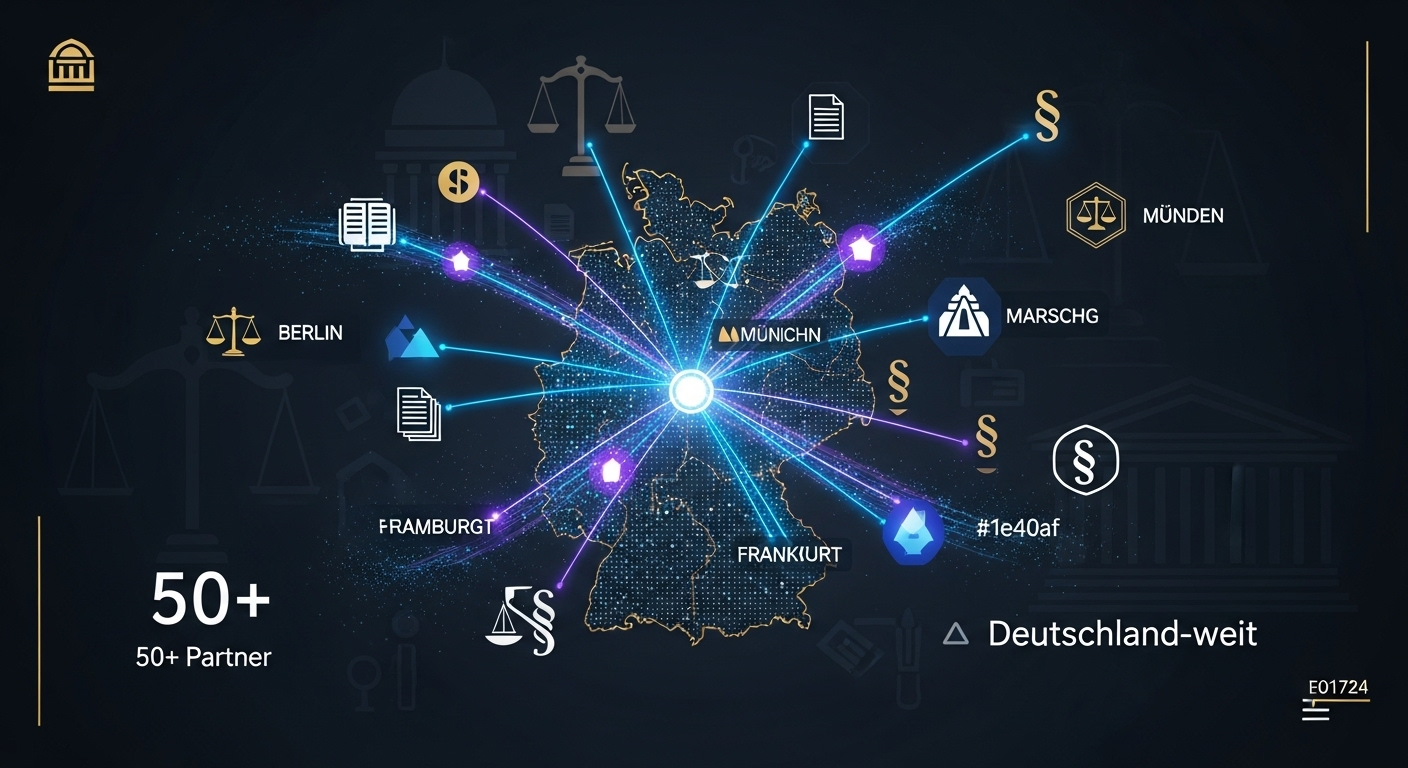 §
MÜNDEN
$
BERLIN
MÜNICHN
MARSCHG
§
§
§
FRAMBURGT
FRANKFURT
#1e40af
50+
50+ Partner
§
Deutschland-weit
E01724